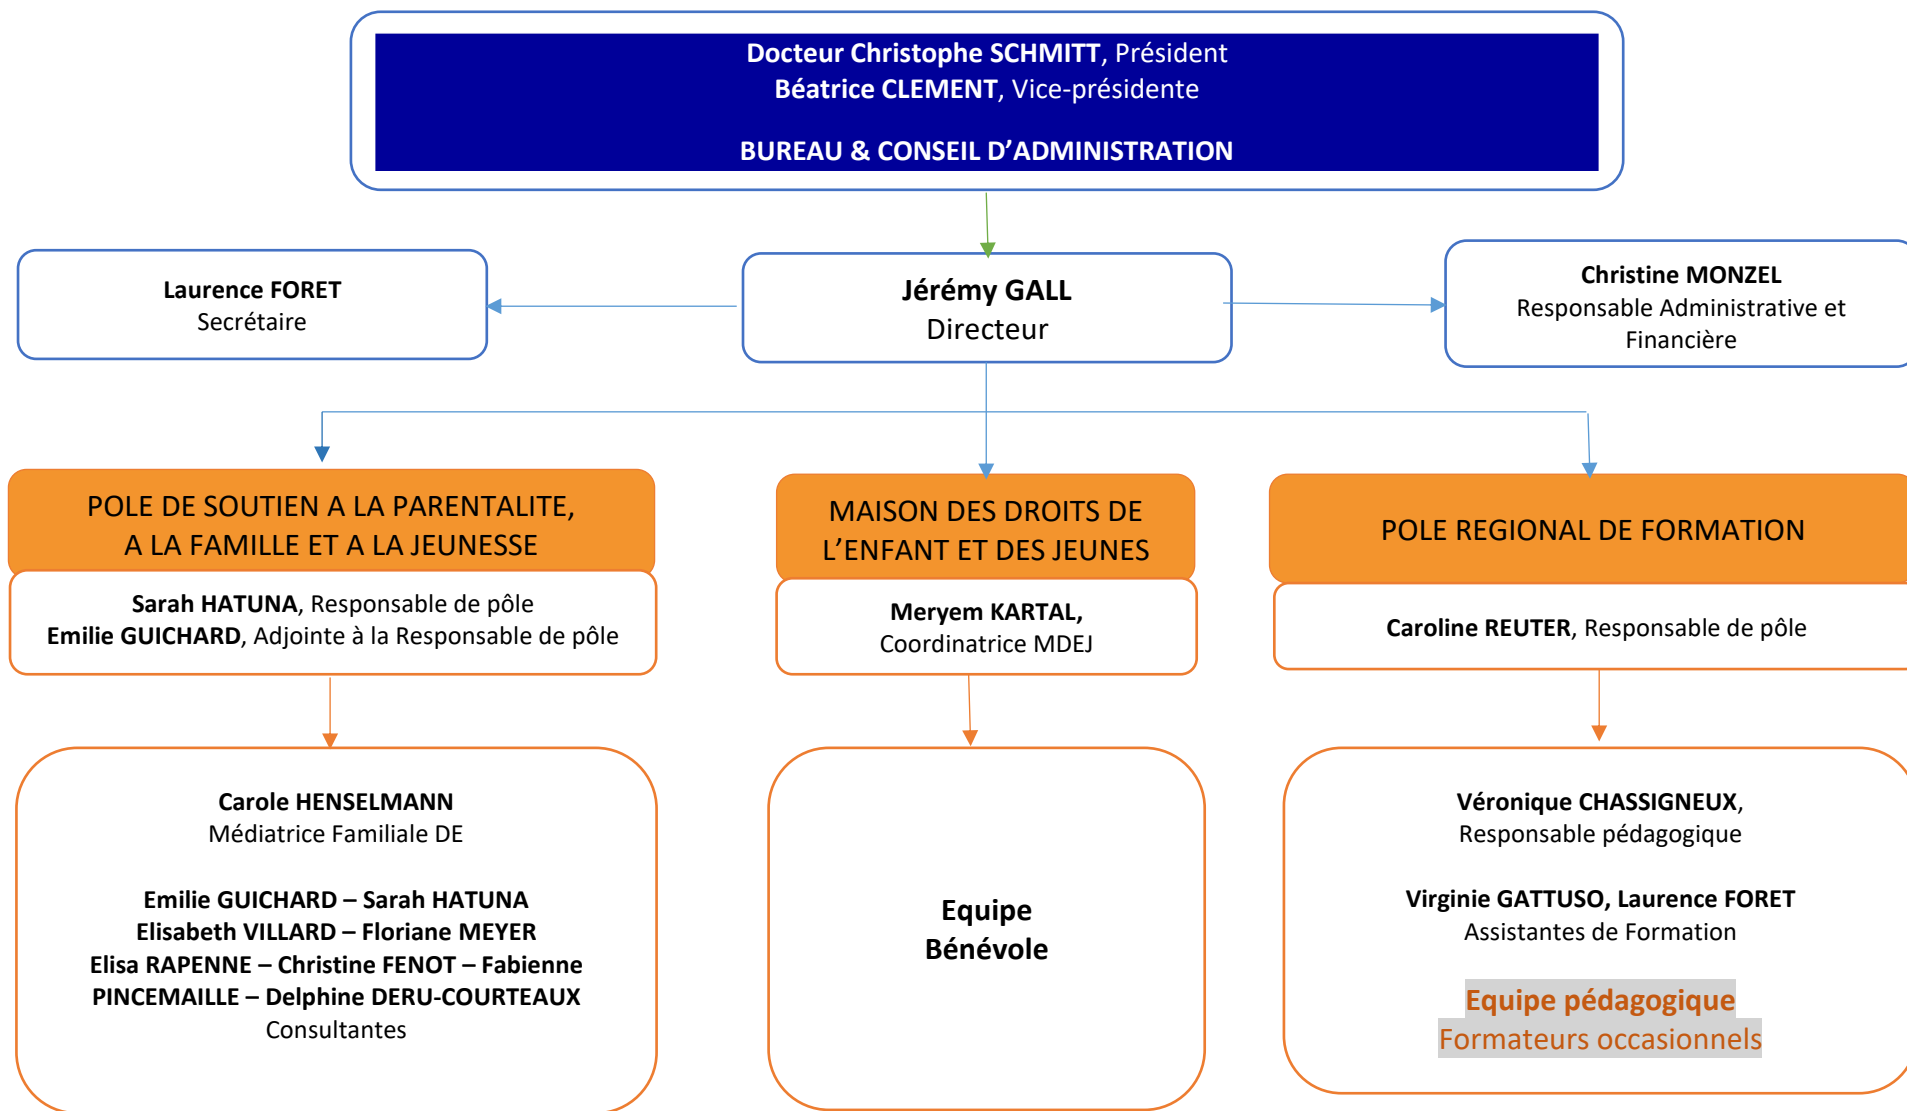 Docteur Christophe SCHMITT, Président
Béatrice CLEMENT, Vice-présidente
BUREAU & CONSEIL D’ADMINISTRATION
Laurence FORET
Secrétaire
Jérémy GALL
Directeur
Christine MONZEL
Responsable Administrative et
Financière
POLE DE SOUTIEN A LA PARENTALITE,
A LA FAMILLE ET A LA JEUNESSE
Sarah HATUNA, Responsable de pôle
Emilie GUICHARD, Adjointe à la Responsable de pôle
MAISON DES DROITS DE
L’ENFANT ET DES JEUNES
Meryem KARTAL,
Coordinatrice MDEJ
POLE REGIONAL DE FORMATION
Caroline REUTER, Responsable de pôle
Carole HENSELMANN
Médiatrice Familiale DE
Emilie GUICHARD – Sarah HATUNA
Elisabeth VILLARD – Floriane MEYER
Elisa RAPENNE – Christine FENOT – Fabienne
PINCEMAILLE – Delphine DERU-COURTEAUX
Consultantes
Equipe
Bénévole
Véronique CHASSIGNEUX,
Responsable pédagogique
Virginie GATTUSO, Laurence FORET
Assistantes de Formation
Equipe pédagogique
Formateurs occasionnels